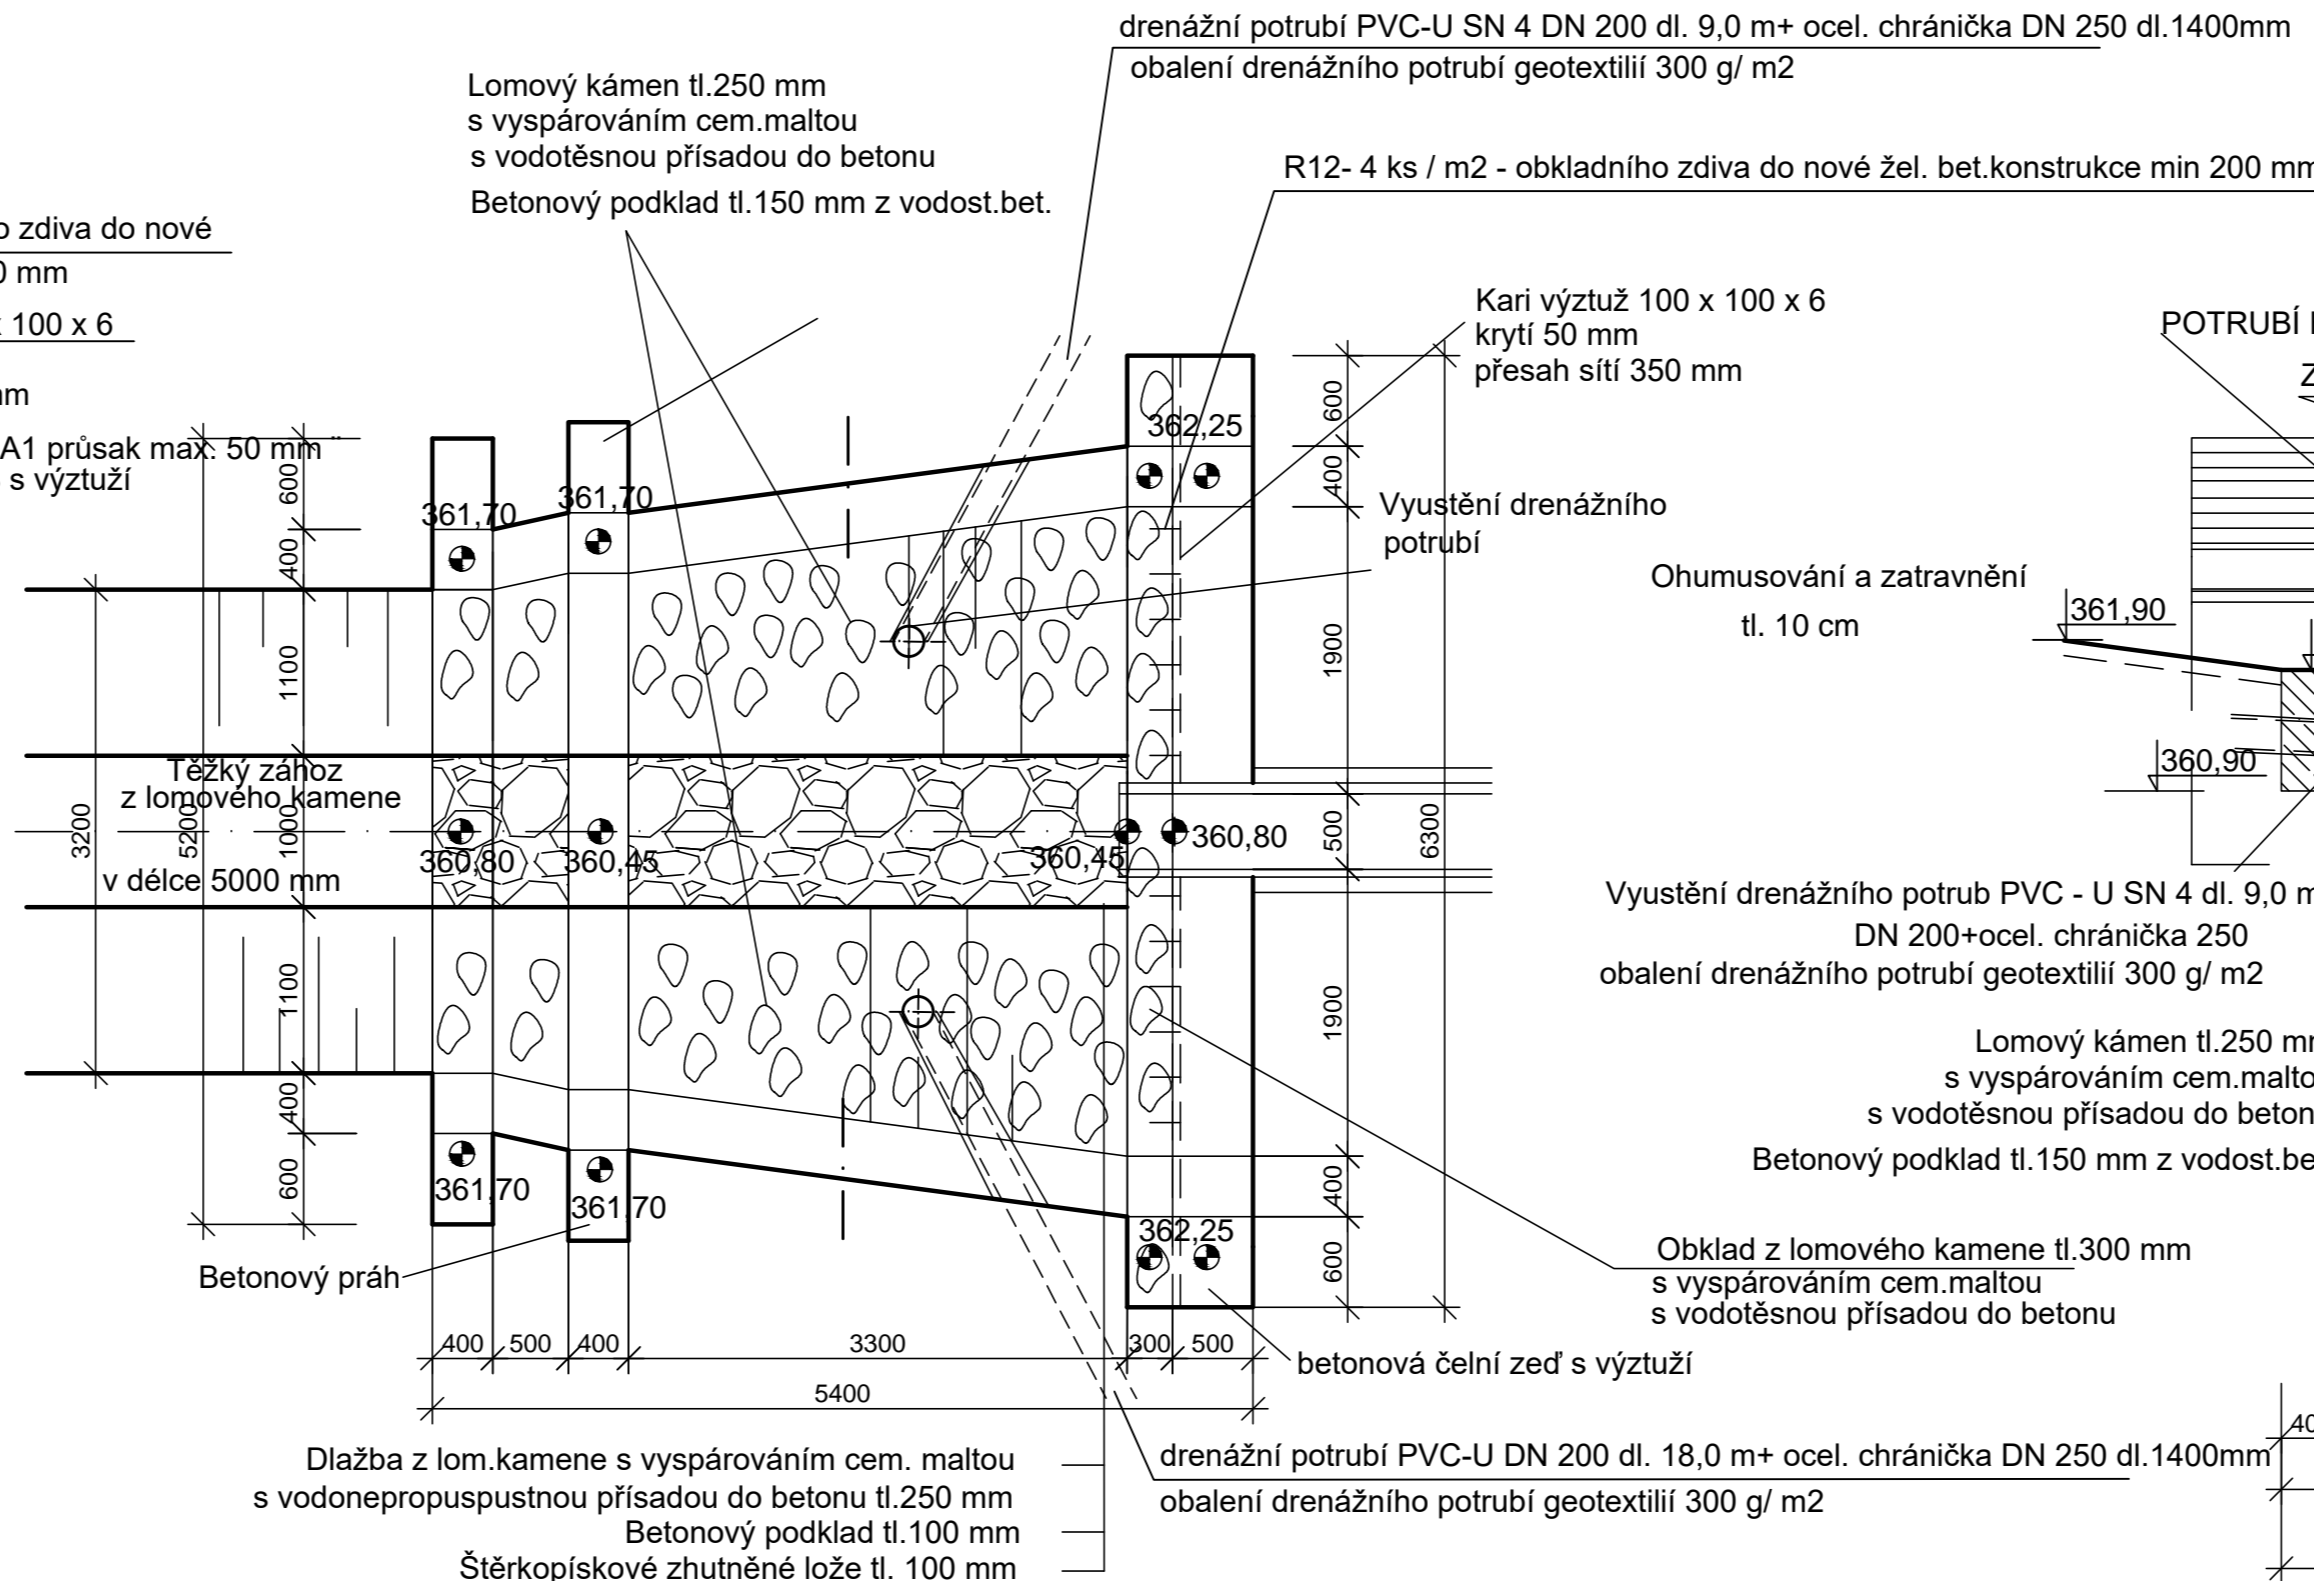 drenážní potrubí PVC-U SN 4 DN 200 dl. 9,0 m+ ocel. chránička DN 250 dl.1400mm
obalení drenážního potrubí geotextilií 300 g/ m2
Lomový kámen tl.250 mm
s vyspárováním cem.maltou
s vodotěsnou přísadou do betonu
Betonový podklad tl.150 mm z vodost.bet.
R12- 4 ks / m2 - obkladního zdiva do nové žel. bet.konstrukce min 200 mm
zdiva do nové
mm
100 x 6
A1 průsak max. 50 mm
s výztuží
Kari výztuž 100 x 100 x 6
krytí 50 mm
přesah sítí 350 mm
POTRUBÍ
Z
600
400
1100
1000
1100
400
600
3200
5200
361,70
361,70
362,25
600
400
1900
500
1900
400
600
6300
Vyustění drenážního
potrubí
Ohumusování a zatravnění
tl. 10 cm
361,90
360,90
Těžký zához
z lomového kamene
v délce 5000 mm
360,80
360,45
360,45
360,80
Vyustění drenážního potrub PVC - U SN 4 dl. 9,0 m
DN 200+ocel. chránička 250
obalení drenážního potrubí geotextilií 300 g/ m2
Lomový kámen tl.250
s vyspárováním cem.malto
s vodotěsnou přísadou do beton
Betonový podklad tl.150 mm z vodost.be
361,70
361,70
362,25
Betonový práh
Obklad z lomového kamene tl.300 mm
s vyspárováním cem.maltou
s vodotěsnou přísadou do betonu
400 500 400 3300 300 500
5400
betonová čelní zeď s výztuží
40
Dlažba z lom.kamene s vyspárováním cem. maltou
s vodonepropuspustnou přísadou do betonu tl.250 mm
Betonový podklad tl.100 mm
Štěrkopískové zhutněné lože tl. 100 mm
drenážní potrubí PVC-U DN 200 dl. 18,0 m+ ocel. chránička DN 250 dl.1400mm
obalení drenážního potrubí geotextilií 300 g/ m2